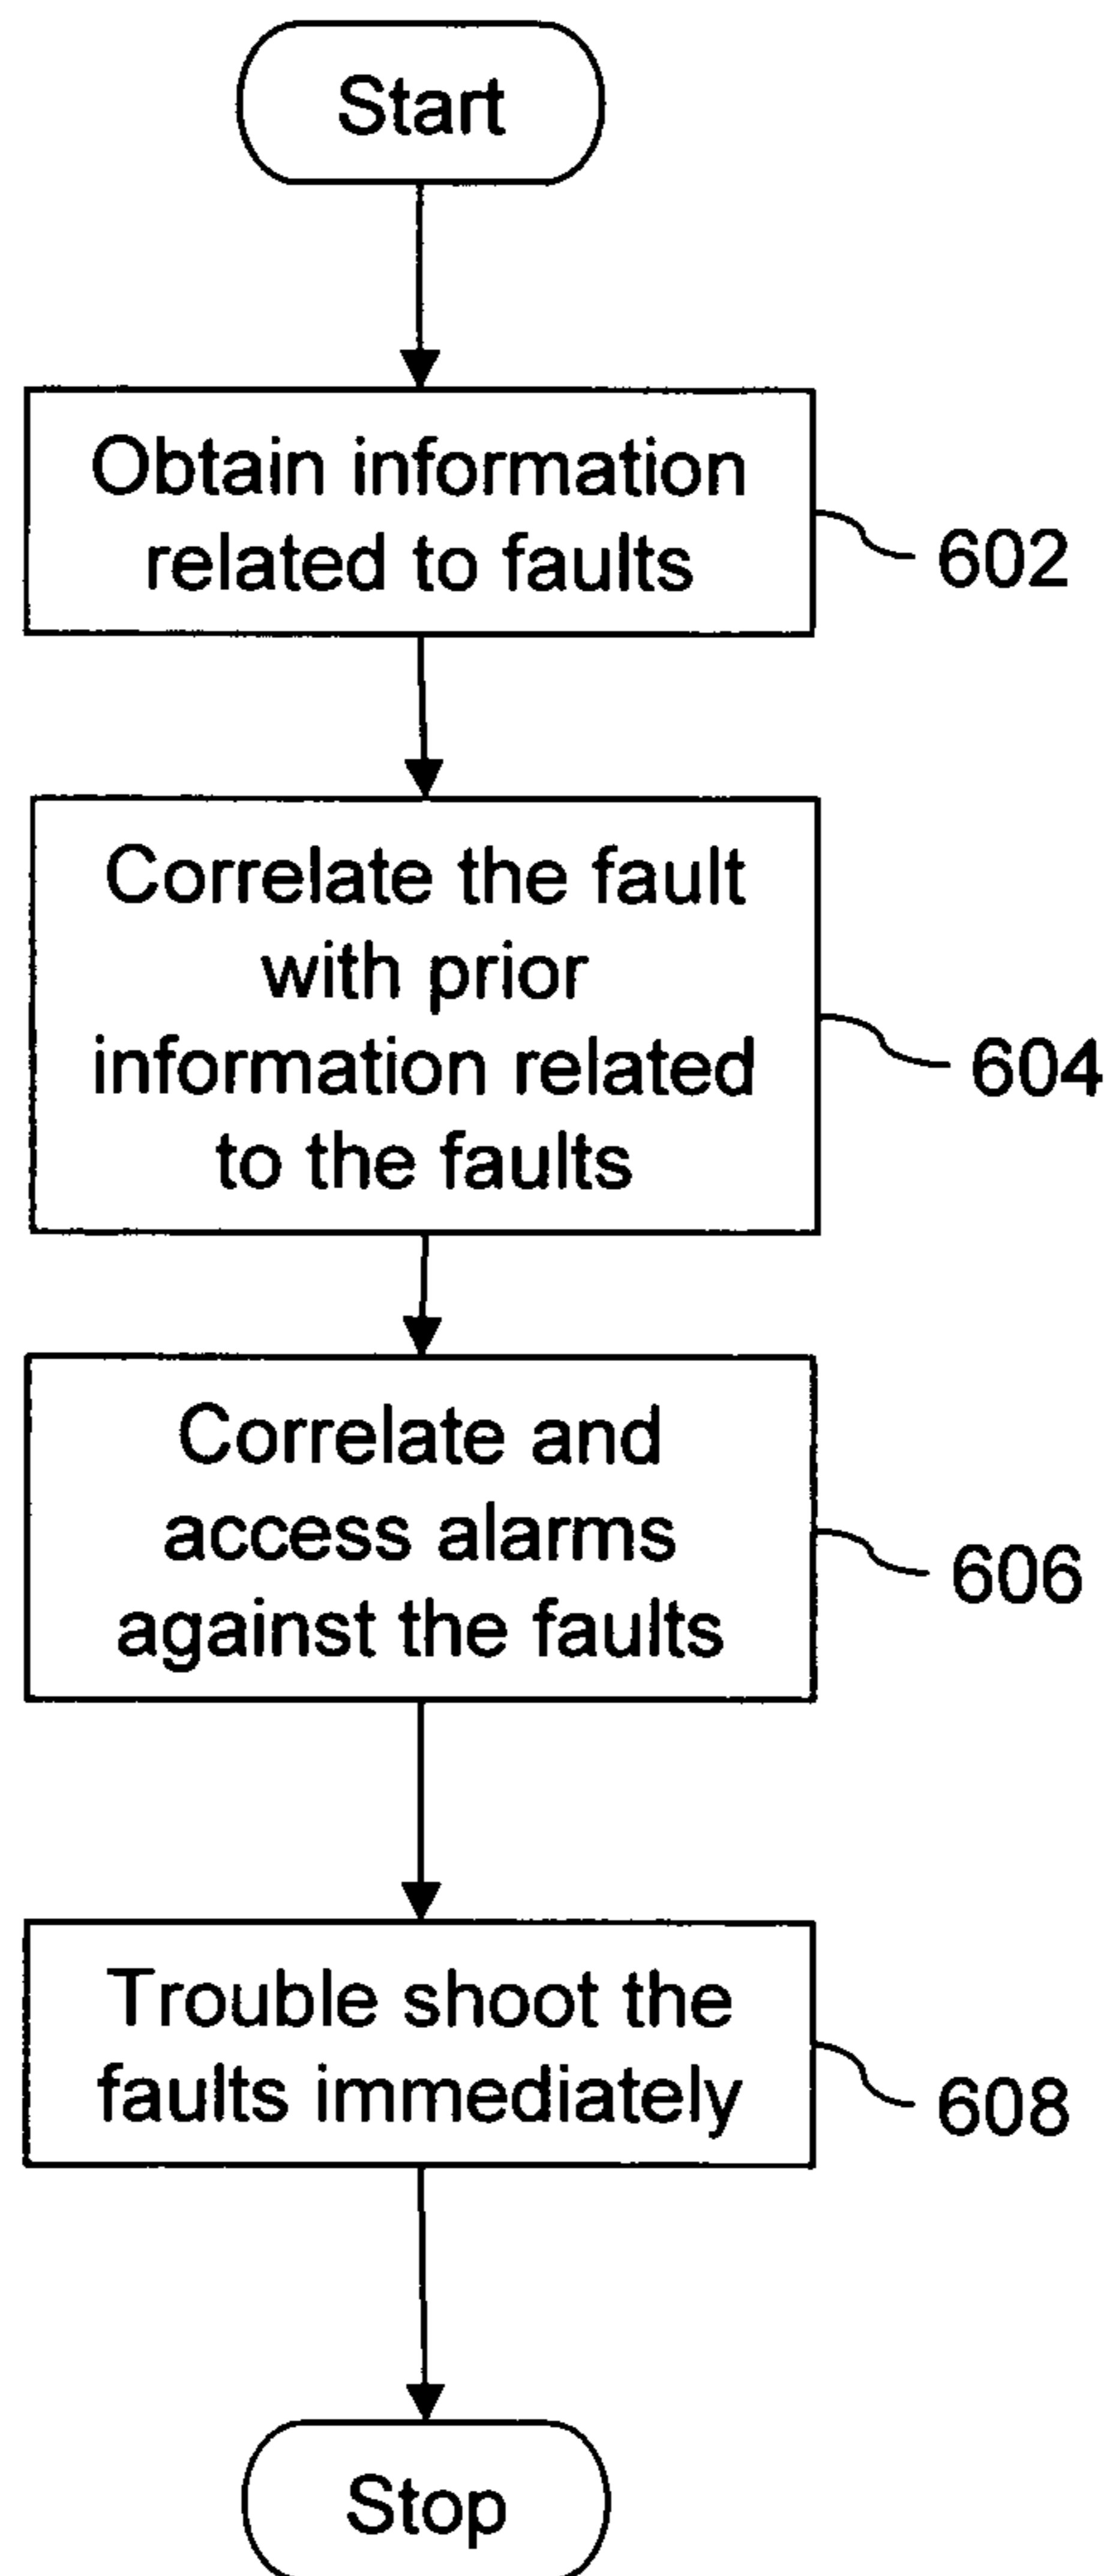 Start
Obtain information
related to faults
602
Correlate the fault
with prior
information related
to the faults
604
Correlate and
access alarms
against the faults
606
Trouble shoot the
faults immediately
608
Stop